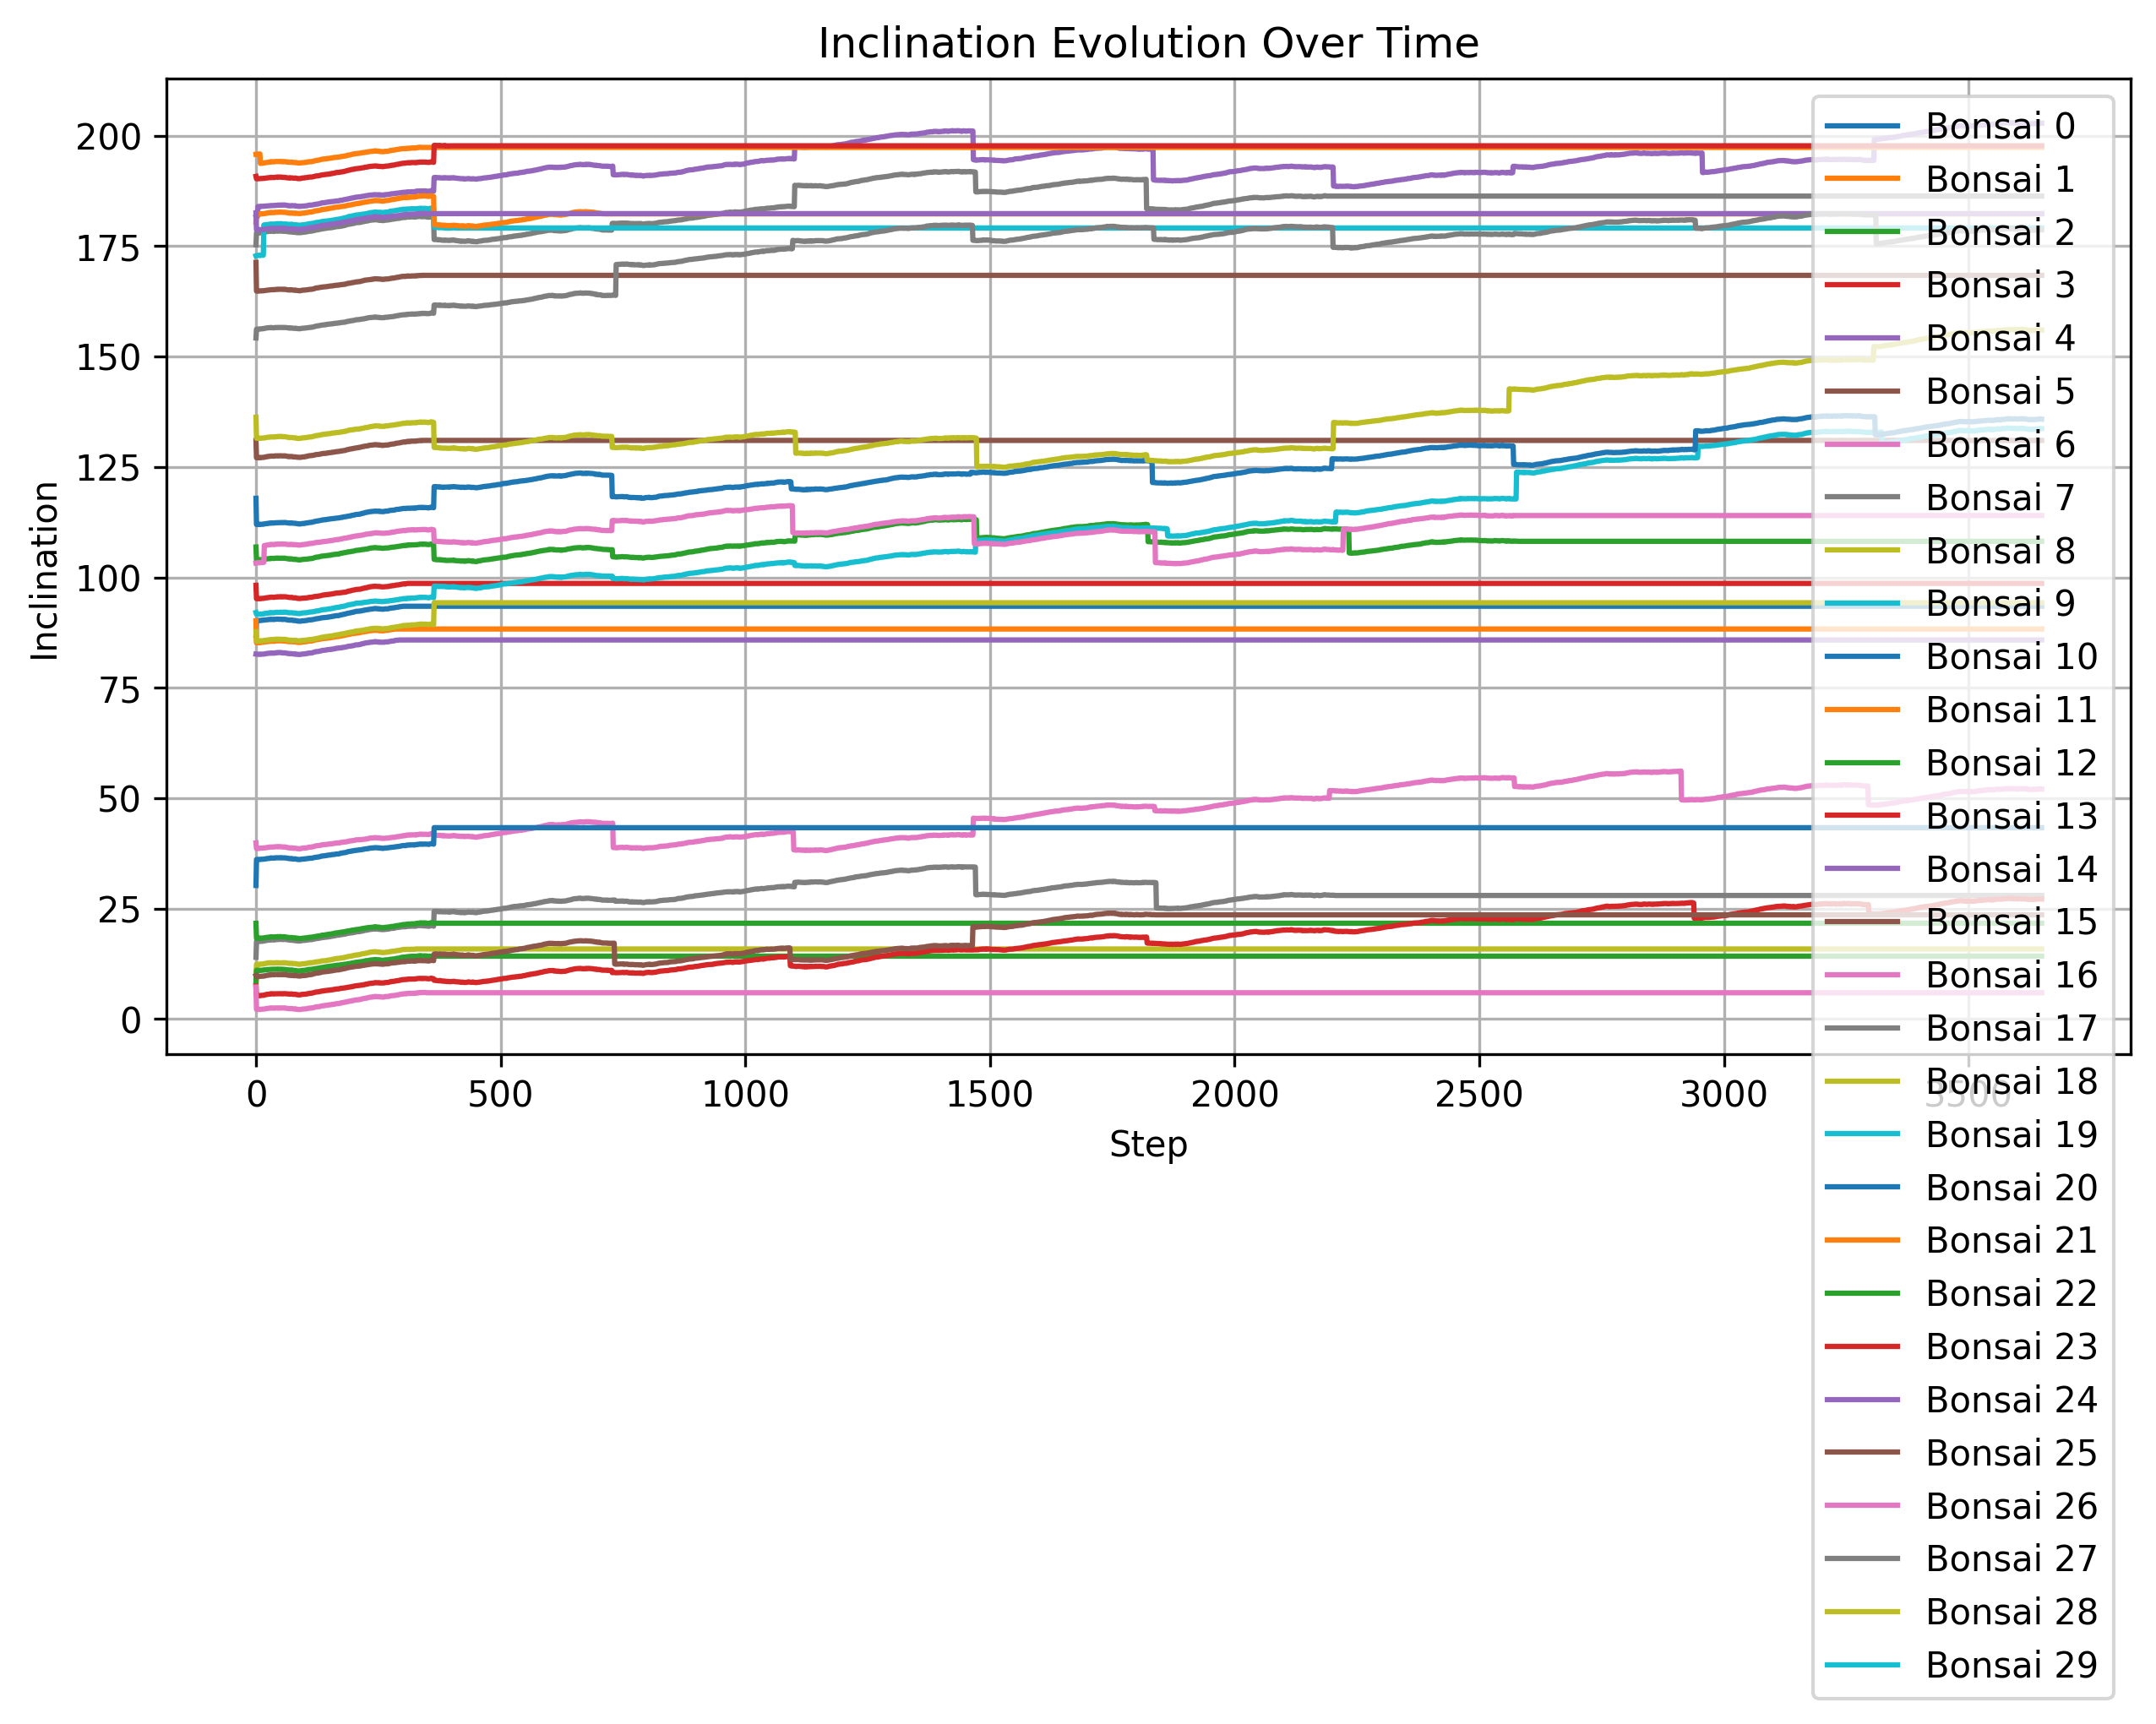 Inclination Evolution Over Time
200
175
150
125
100
75
50
25
0
Inclination
0
500
1000
1500
2000
2500
3000
3500
Step
Bonsai 0
Bonsai 1
Bonsai 2
Bonsai 3
Bonsai 4
Bonsai 5
Bonsai 6
Bonsai 7
Bonsai 8
Bonsai 9
Bonsai 10
Bonsai 11
Bonsai 12
Bonsai 13
Bonsai 14
Bonsai 15
Bonsai 16
Bonsai 17
Bonsai 18
Bonsai 19
Bonsai 20
Bonsai 21
Bonsai 22
Bonsai 23
Bonsai 24
Bonsai 25
Bonsai 26
Bonsai 27
Bonsai 28
Bonsai 29